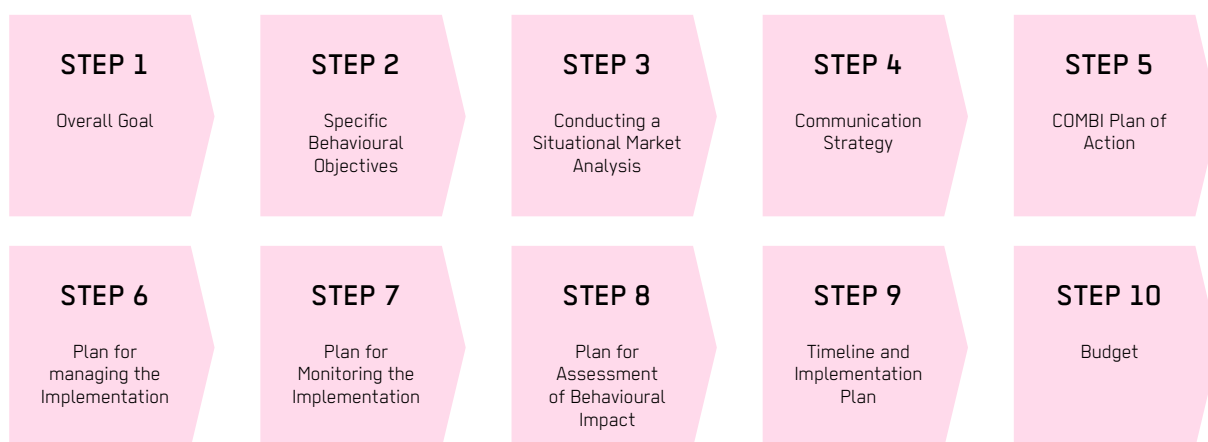 STEP 1
Overall Goal
STEP 2
Specific
Behavioural
Objectives
STEP 3
Conducting a
Situational Market
Analysis
STEP 4
Communication
Strategy
STEP 5
COMBI Plan of
Action
STEP 6
Plan for
managing the
Implementation
STEP 7
Plan for
Monitoring the
Implementation
STEP 8
Plan for
Assessment
of Behavioural
Impact
STEP 9
Timeline and
Implementation
Plan
STEP 10
Budget